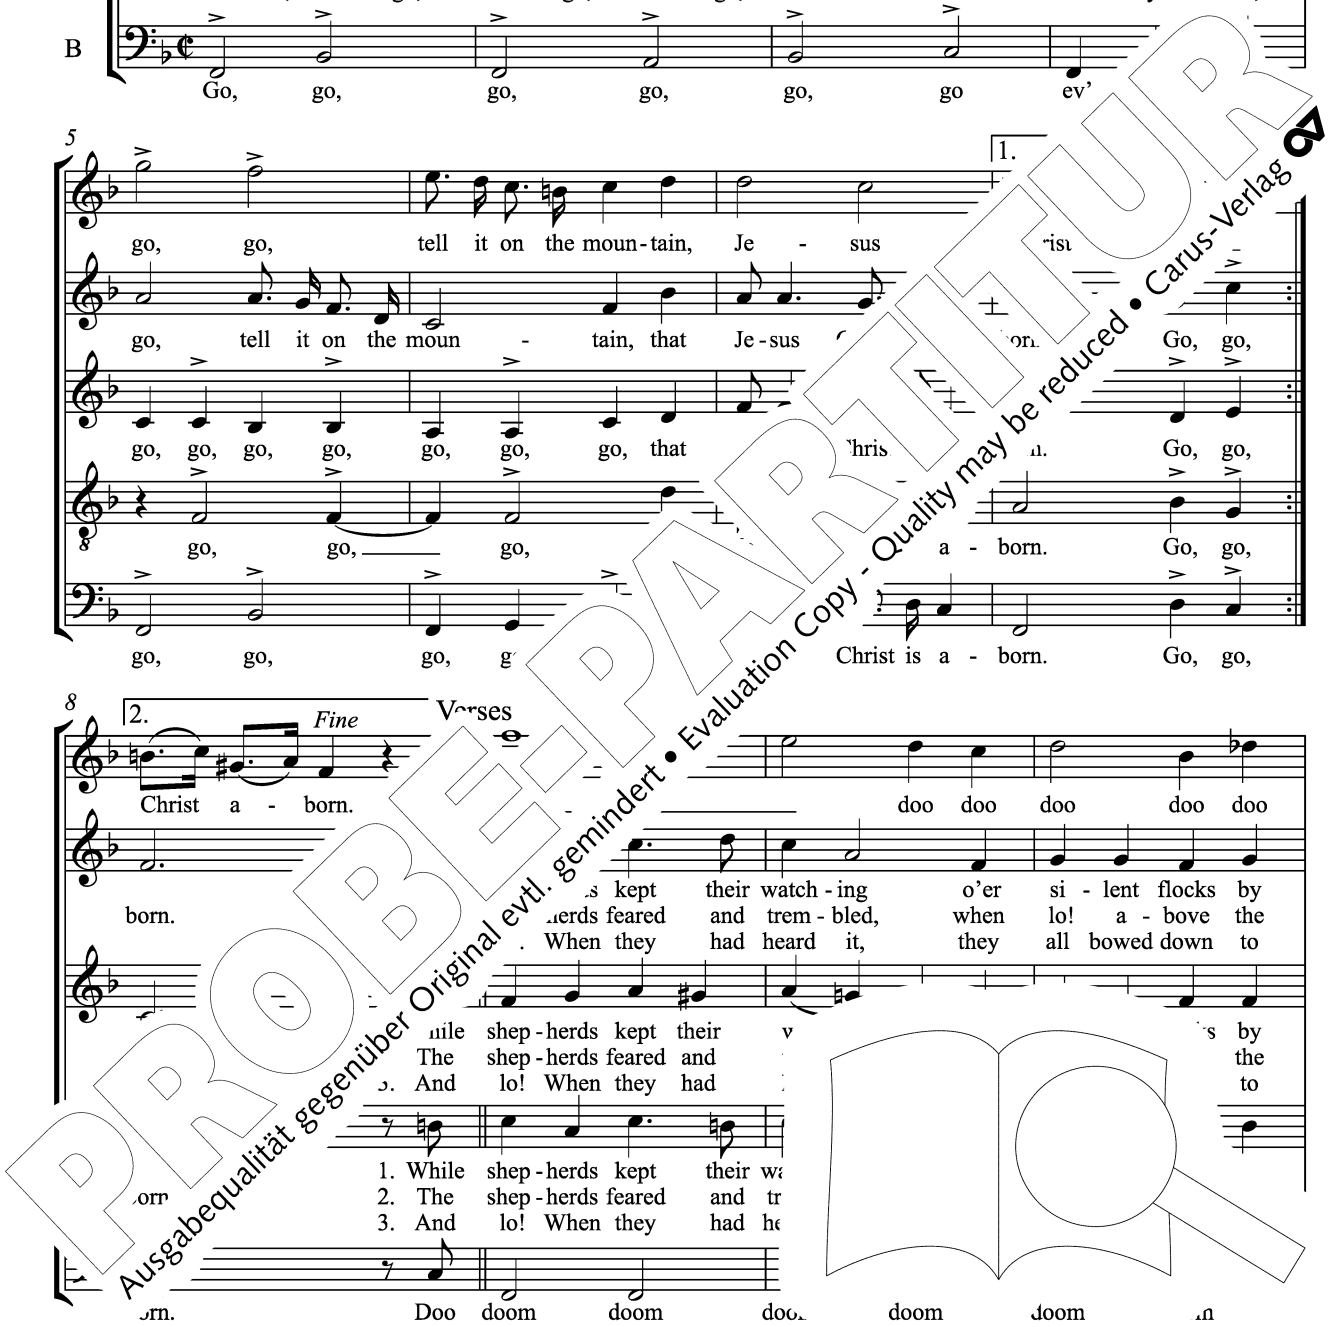 B
Go, go, go, go, go, go ev'
5
1.
go, go, tell it on the moun - tain, Je - sus
go, tell it on the moun - tain, that Je - sus Go, go,
go, go, go, go, go, go, go, that Go, go,
8
go, go, go, a - born. Go, go,
go, go, go, Christ is a - born. Go, go,
8
2.
Fine
Verses
Christ a - born. doo doo doo doo doo
kept their watch - ing o'er si - lent flocks by
born. feared and trem - bled, when lo! a - bove the
When they had heard it, they all bowed down to
shep - herds kept their by
The shep - herds feared and the
And lo! When they had to
1. While shep - herds kept their
2. The shep - herds feared and
3. And lo! When they had
Doo doom doom doom doom
PROBE-PARTITUR
Ausgabequalität gegenüber Original evtl. gemindert • Evaluation Copy - Quality may be reduced • Carus-Verlag